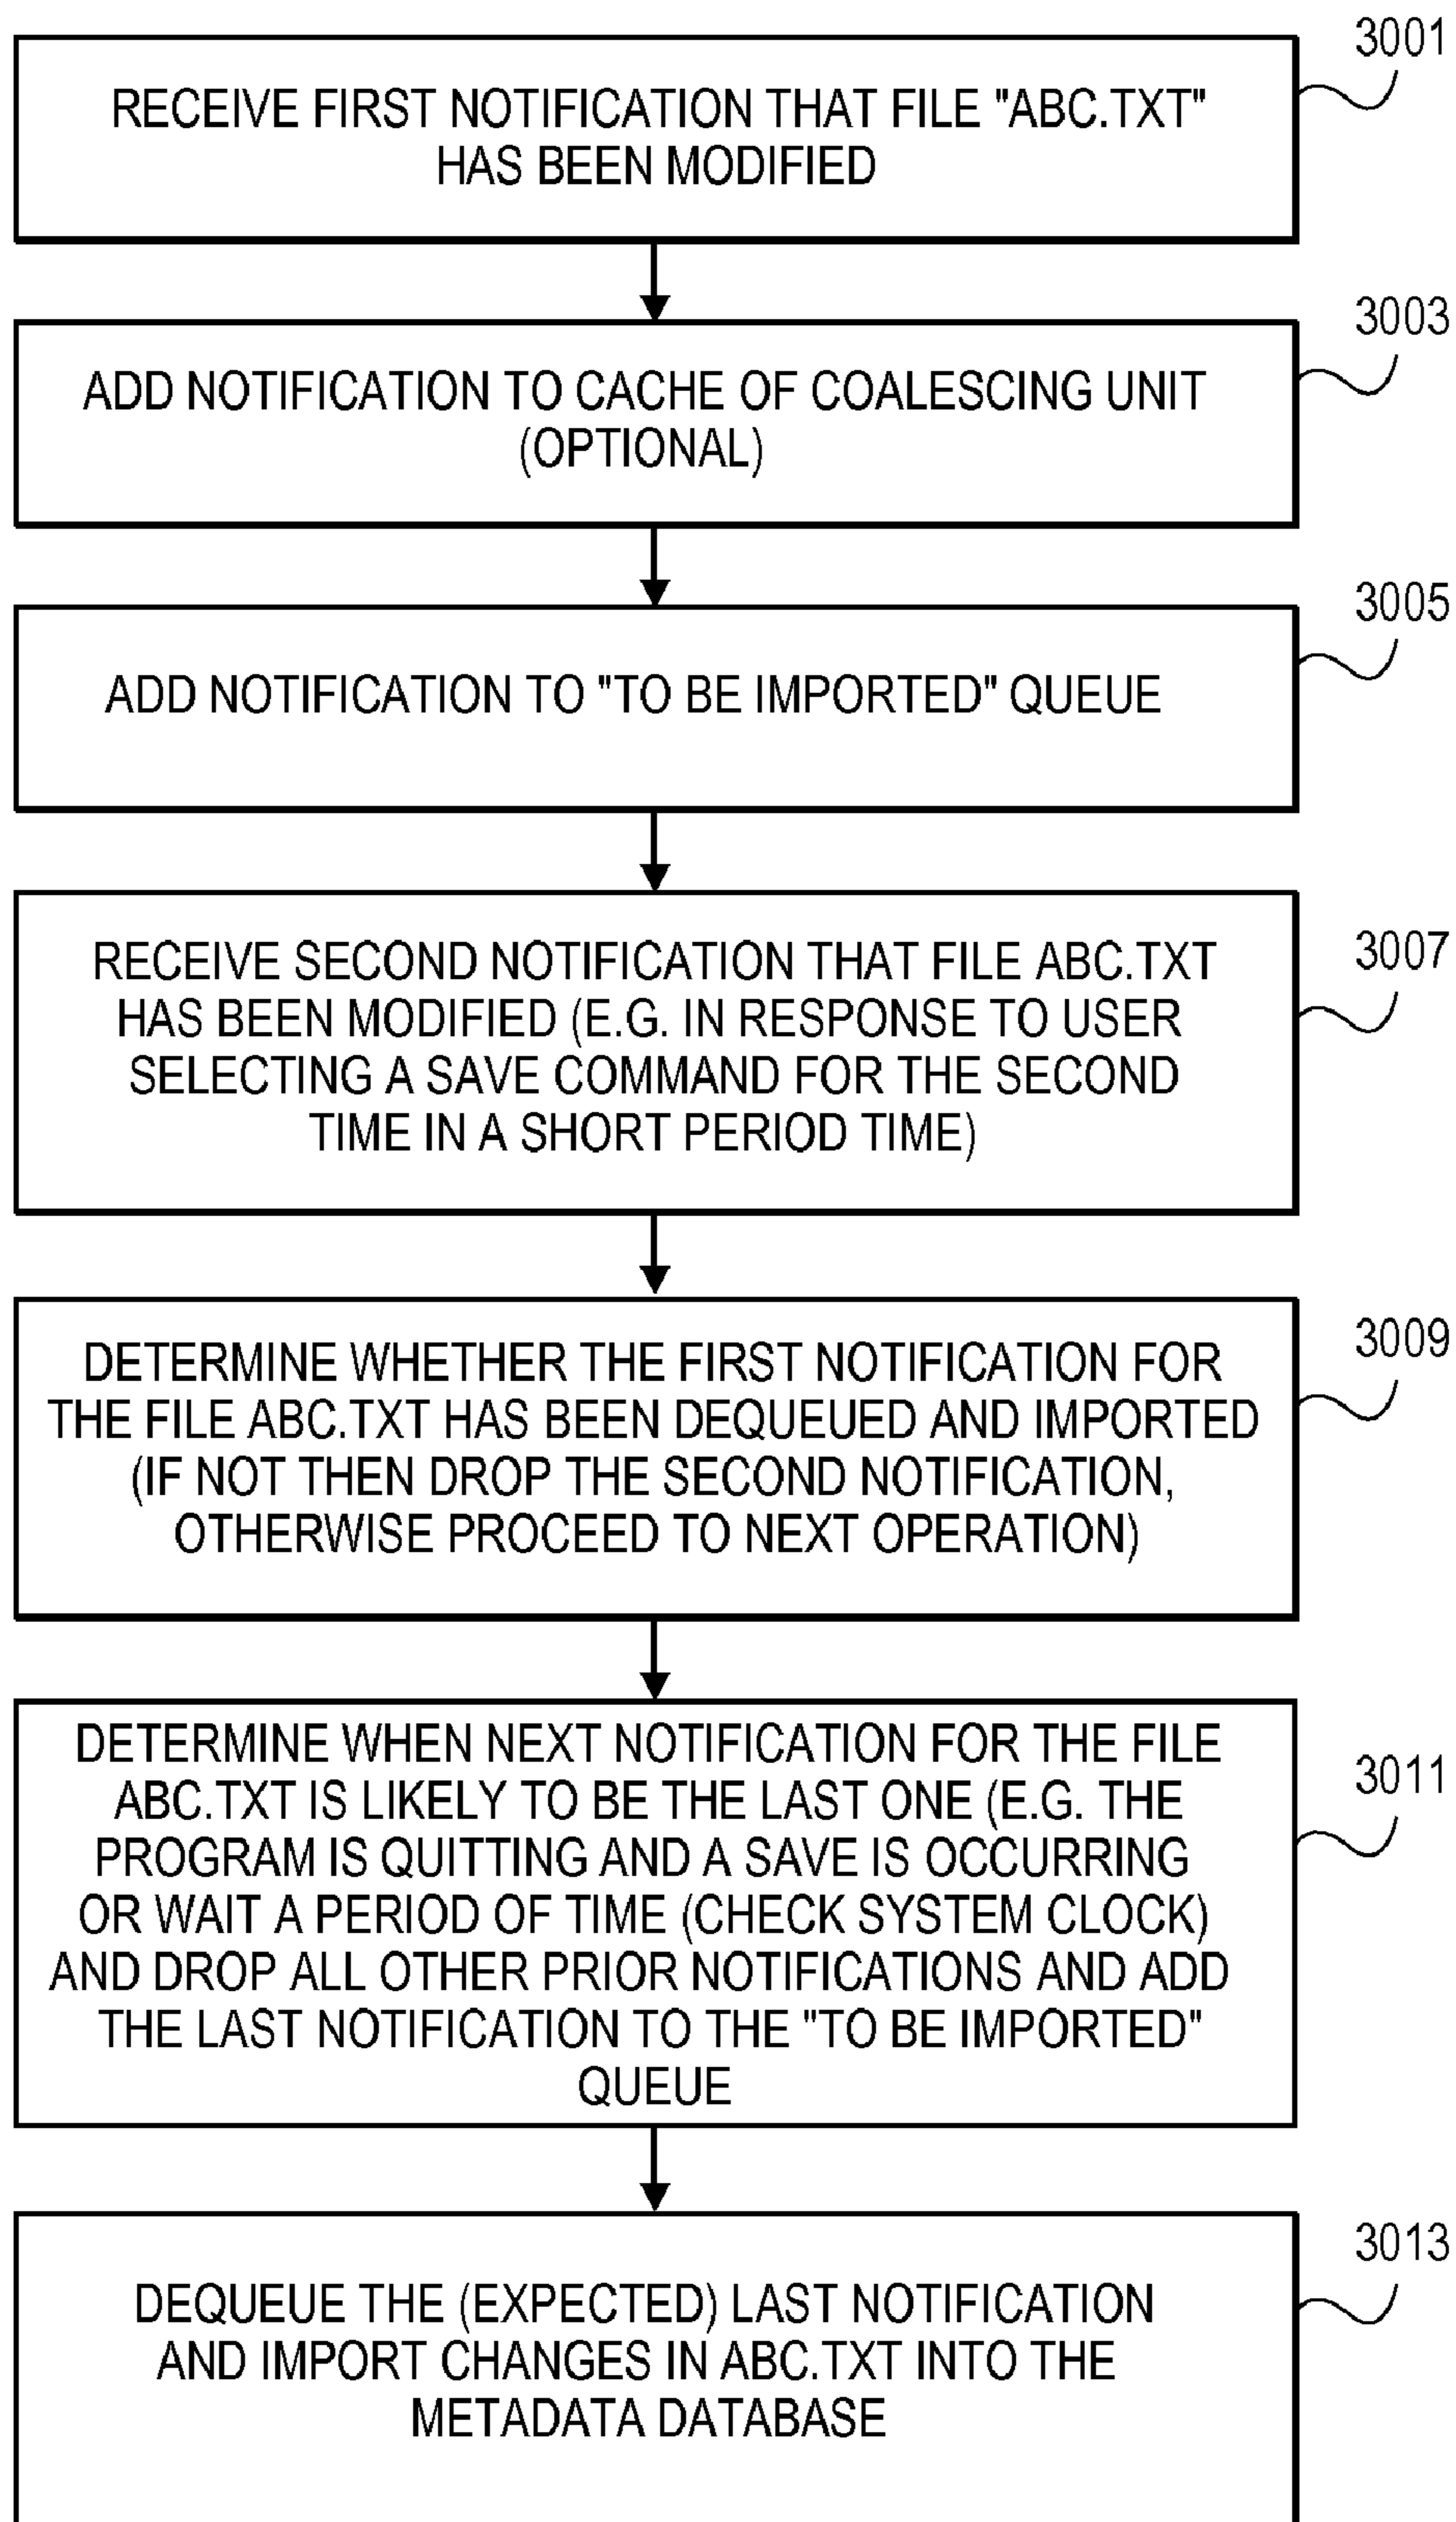 3001
RECEIVE FIRST NOTIFICATION THAT FILE "ABC.TXT"
HAS BEEN MODIFIED
3003
ADD NOTIFICATION TO CACHE OF COALESCING UNIT
(OPTIONAL)
3005
ADD NOTIFICATION TO "TO BE IMPORTED" QUEUE
3007
RECEIVE SECOND NOTIFICATION THAT FILE ABC.TXT
HAS BEEN MODIFIED (E.G. IN RESPONSE TO USER
SELECTING A SAVE COMMAND FOR THE SECOND
TIME IN A SHORT PERIOD TIME)
3009
DETERMINE WHETHER THE FIRST NOTIFICATION FOR
THE FILE ABC.TXT HAS BEEN DEQUEUED AND IMPORTED
(IF NOT THEN DROP THE SECOND NOTIFICATION,
OTHERWISE PROCEED TO NEXT OPERATION)
3011
DETERMINE WHEN NEXT NOTIFICATION FOR THE FILE
ABC.TXT IS LIKELY TO BE THE LAST ONE (E.G. THE
PROGRAM IS QUITTING AND A SAVE IS OCCURRING
OR WAIT A PERIOD OF TIME (CHECK SYSTEM CLOCK)
AND DROP ALL OTHER PRIOR NOTIFICATIONS AND ADD
THE LAST NOTIFICATION TO THE "TO BE IMPORTED"
QUEUE
3013
DEQUEUE THE (EXPECTED) LAST NOTIFICATION
AND IMPORT CHANGES IN ABC.TXT INTO THE
METADATA DATABASE